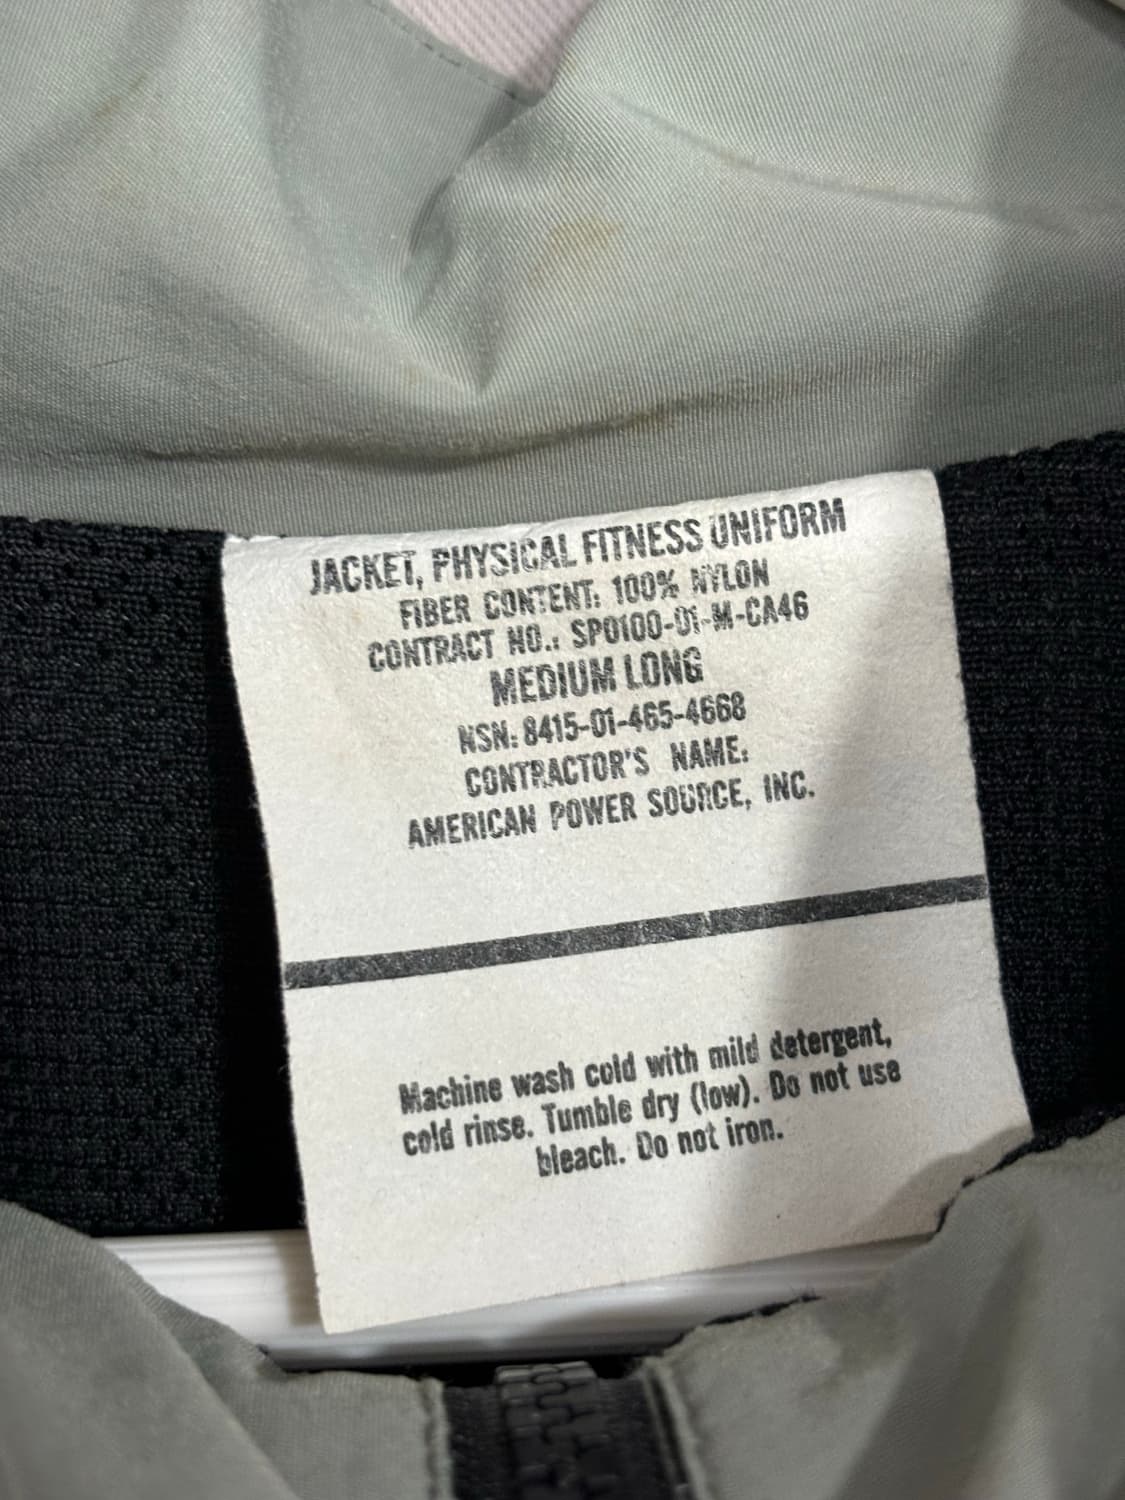 JACKET, PHYSICAL FITNESS UNIFORM
FIBER CONTENT: 100% NYLON
CONTRACT NO.: SPO100-01-M-CA46
MEDIUM LONG
NSN: 8415-01-465-4668
CONTRACTOR'S NAME:
AMERICAN POWER SOURCE, INC.
Machine wash cold with mild detergent,
cold rinse. Tumble dry (low). Do not use
bleach. Do not iron.